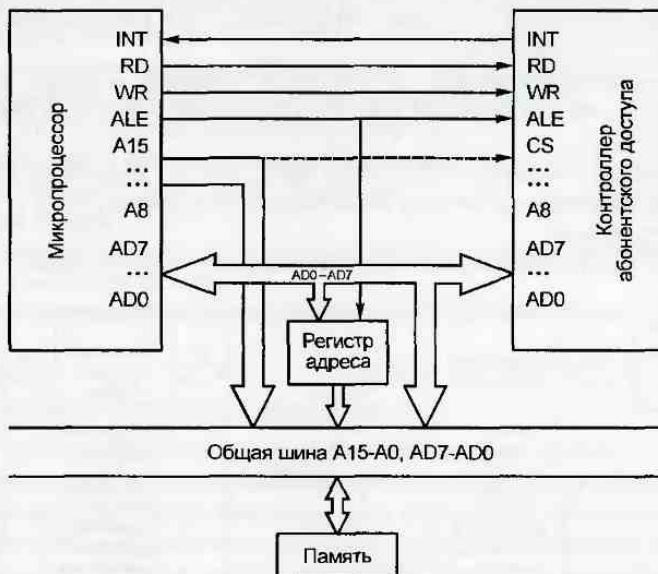 Микропроцессор
INT
RD
WR
ALE
A15
...
...
A8
AD7
...
AD0
INT
RD
WR
ALE
CS
...
...
A8
AD7
...
AD0
Контроллер
абонентского доступа
AD0–AD7
Регистр
адреса
Общая шина A15-A0, AD7-AD0
Память